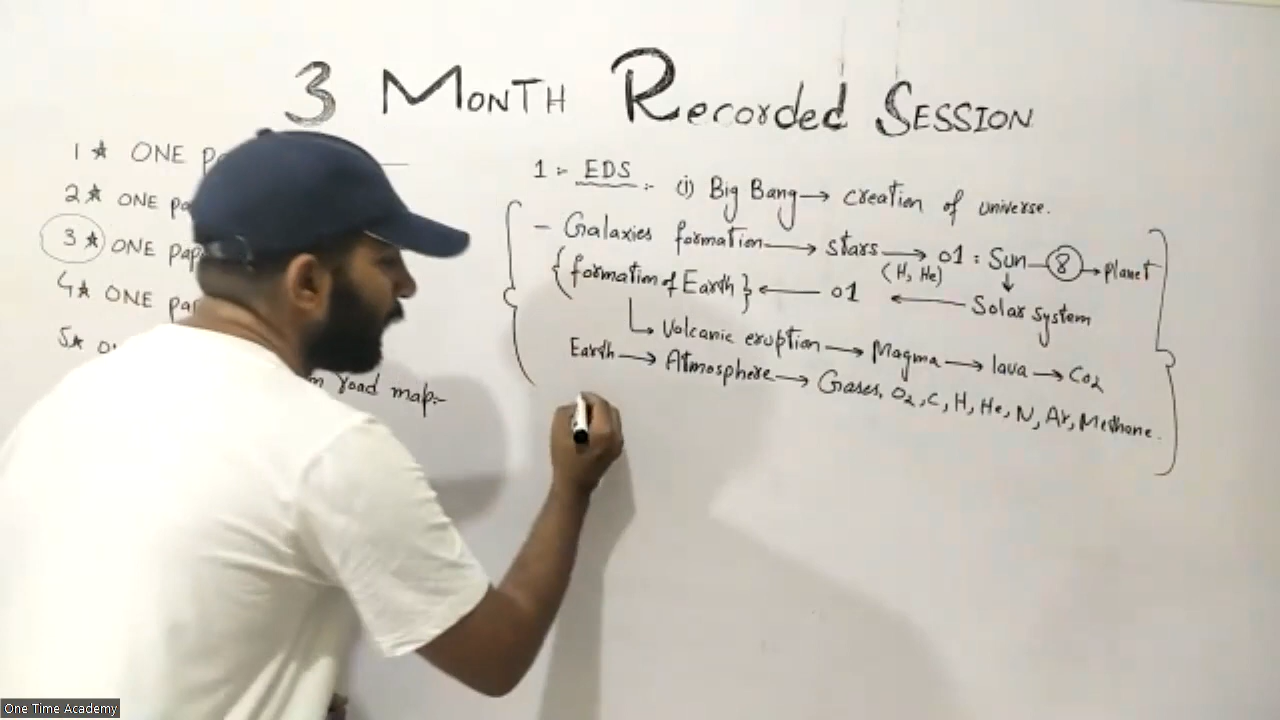 3 MONTH Recorded SESSION
1 ★ ONE
2 ★ ONE
3 ★ ONE
4 ★ ONE
5 ★
road map:-
1:- EDS :- (i) Big Bang → creation of universe.
- Galaxies formation → stars → 01 : Sun - 8 → planet
(H, He)
{formation of Earth} ← 01 ← Solar system
Volcanic eruption → Magma → lava → Co2
Earth → Atmosphere → Gases, O2, C, H, He, N, Ar, Methane.
One Time Academy